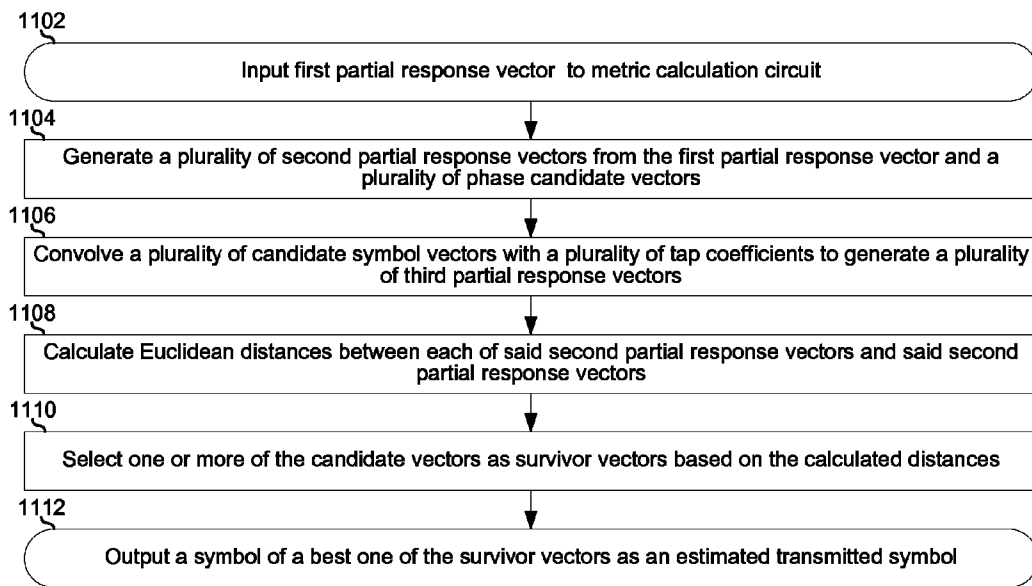 1102
Input first partial response vector to metric calculation circuit
1104
Generate a plurality of second partial response vectors from the first partial response vector and a
plurality of phase candidate vectors
1106
Convolve a plurality of candidate symbol vectors with a plurality of tap coefficients to generate a plurality
of third partial response vectors
1108
Calculate Euclidean distances between each of said second partial response vectors and said second
partial response vectors
1110
Select one or more of the candidate vectors as survivor vectors based on the calculated distances
1112
Output a symbol of a best one of the survivor vectors as an estimated transmitted symbol